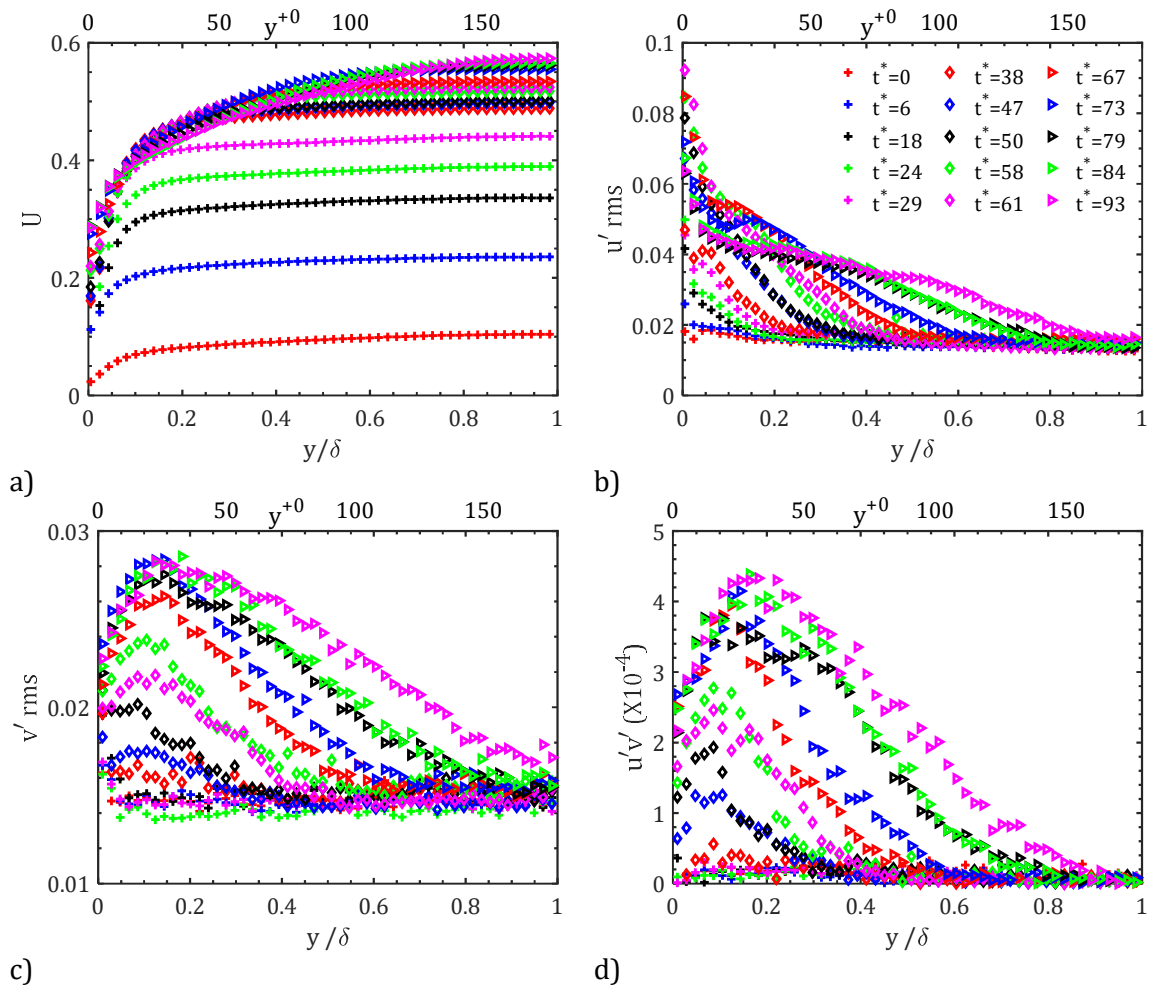 0 50 y⁺⁰ 100 150
0.6
0.4
U
0.2
0
0 0.2 0.4 0.6 0.8 1
y/δ
a)
0 50 y⁺⁰ 100 150
0.1
0.08
0.06
u′ rms
0.04
0.02
0
t*=0 t*=38 t*=67
t*=6 t*=47 t*=73
t*=18 t*=50 t*=79
t*=24 t*=58 t*=84
t*=29 t*=61 t*=93
0 0.2 0.4 0.6 0.8 1
y/δ
b)
0 50 y⁺⁰ 100 150
0.03
v′ rms
0.02
0.01
0 0.2 0.4 0.6 0.8 1
y/δ
c)
0 50 y⁺⁰ 100 150
5
4
3
u′v′ (X10⁻⁴)
2
1
0
0 0.2 0.4 0.6 0.8 1
y/δ
d)